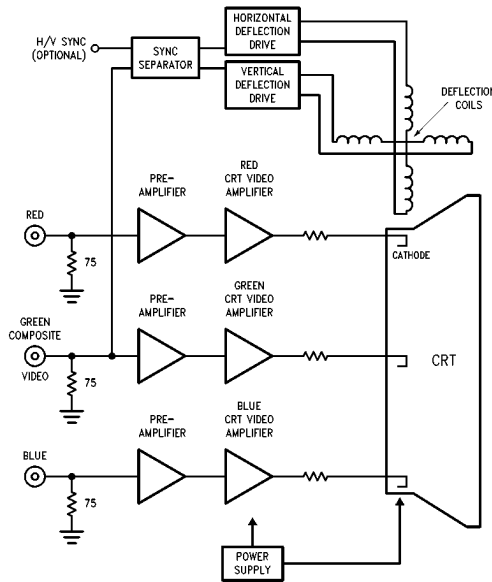 HORIZONTAL
DEFLECTION
DRIVE
H/V SYNC
(OPTIONAL)
SYNC
SEPARATOR
VERTICAL
DEFLECTION
DRIVE
DEFLECTION
COILS
RED
PRE-
AMPLIFIER
RED
CRT VIDEO
AMPLIFIER
75
CATHODE
GREEN
COMPOSITE
VIDEO
PRE-
AMPLIFIER
GREEN
CRT VIDEO
AMPLIFIER
75
CRT
BLUE
PRE-
AMPLIFIER
BLUE
CRT VIDEO
AMPLIFIER
75
POWER
SUPPLY